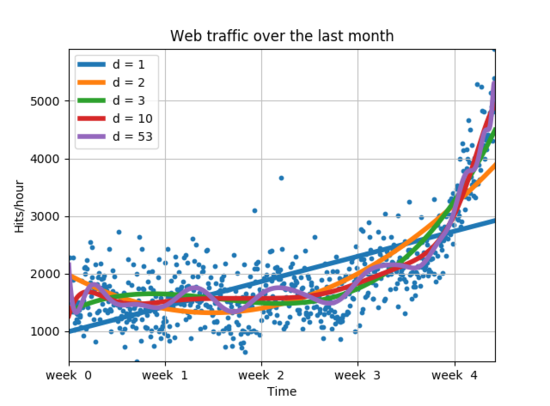 Web traffic over the last month
d = 1
d = 2
d = 3
d = 10
d = 53
Hits/hour
5000
4000
3000
2000
1000
week 0 week 1 week 2 week 3 week 4
Time